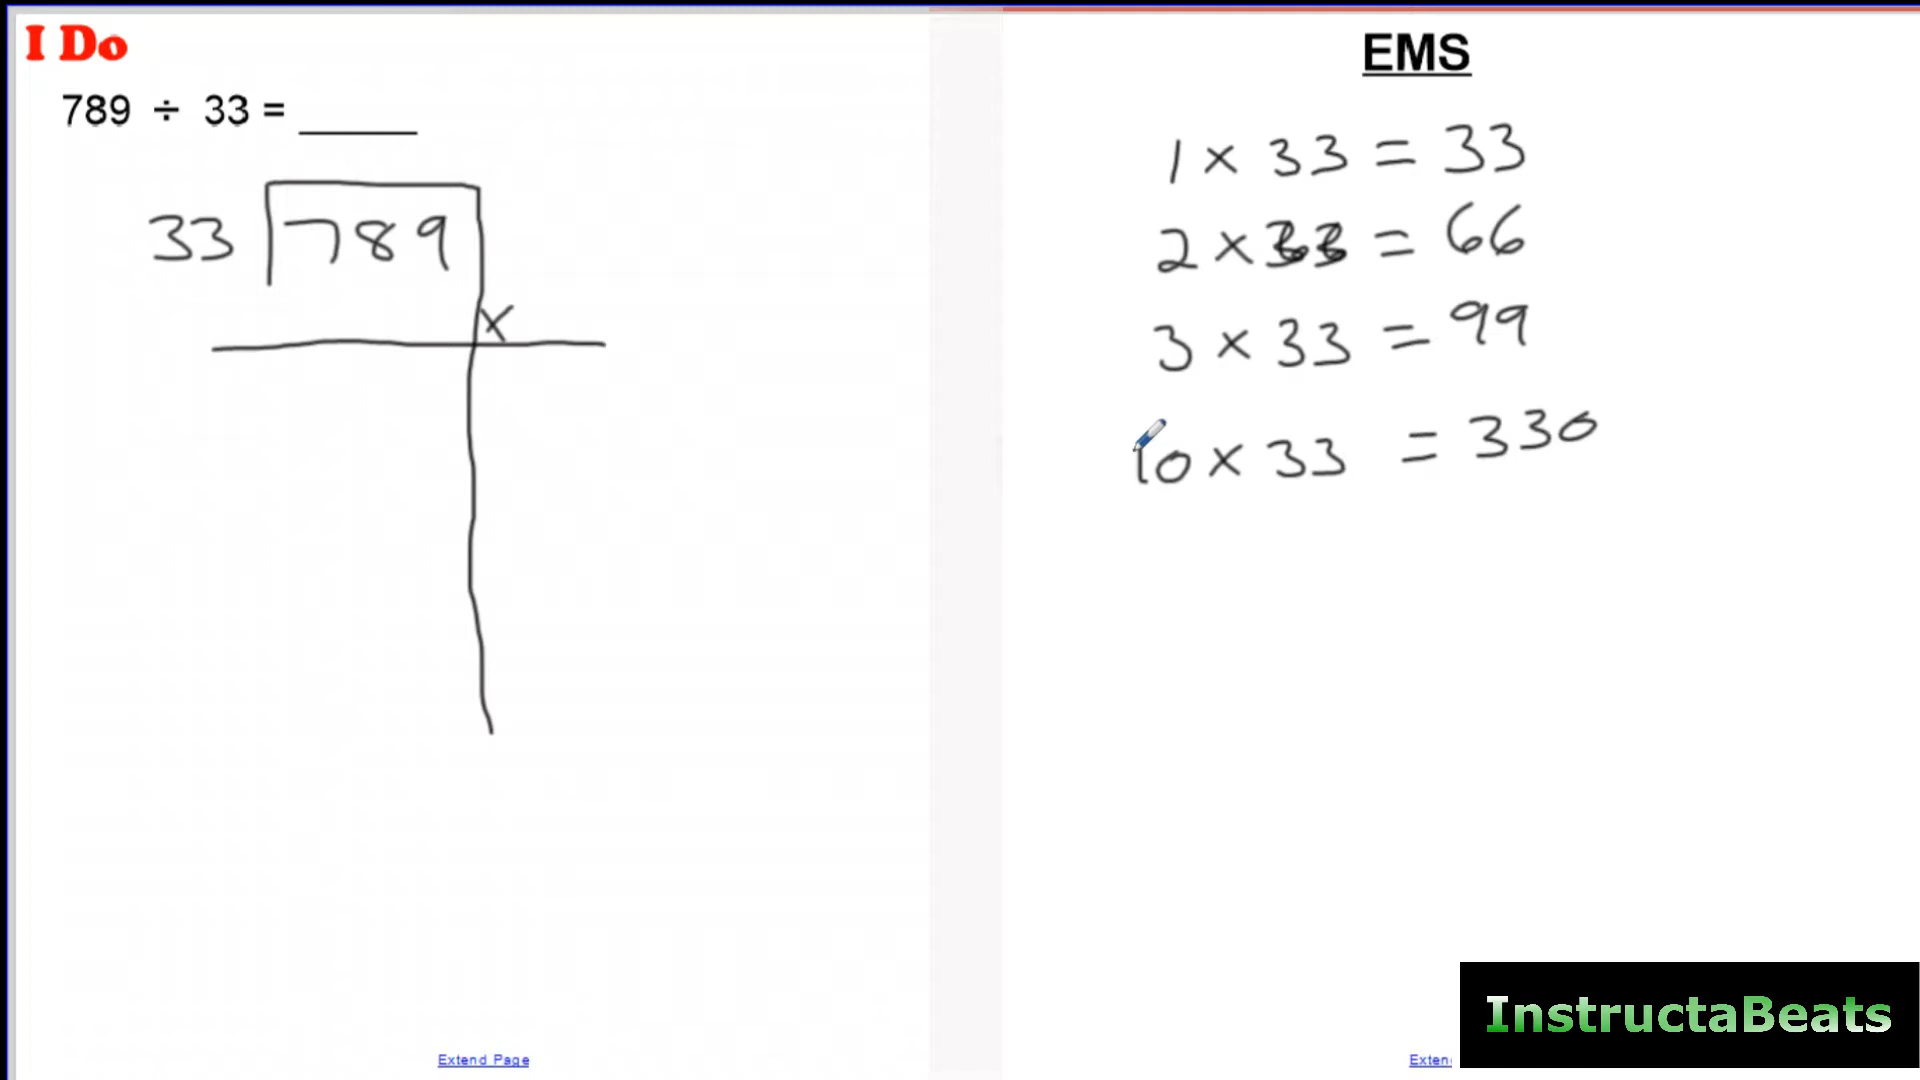 I Do
789 ÷ 33 = ______
33 789
x
EMS
1 × 33 = 33
2 × 33 = 66
3 × 33 = 99
10 × 33 = 330
Extend Page
Exten
InstructaBeats